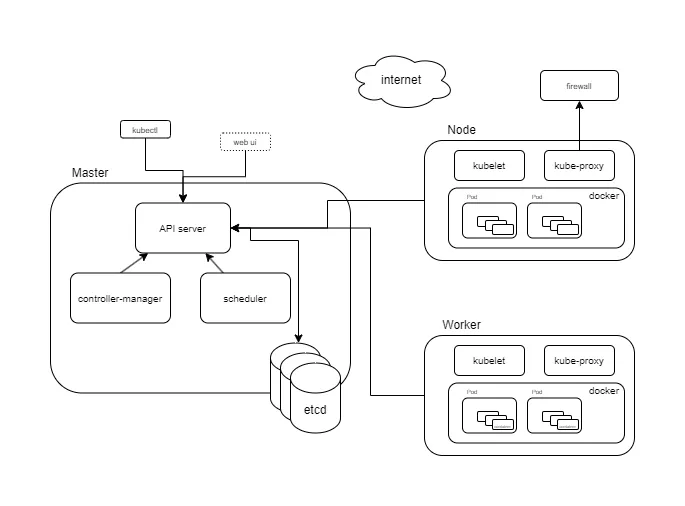 internet
firewall
kubectl
web ui
Node
kubelet
kube-proxy
docker
Pod
Pod
Master
API server
controller-manager
scheduler
etcd
Worker
kubelet
kube-proxy
docker
Pod
Pod